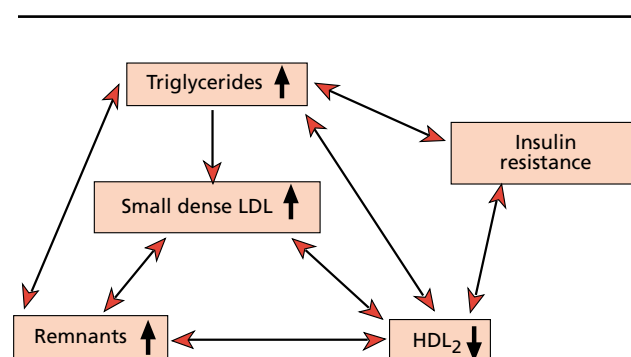 Triglycerides
Insulin
resistance
Small dense LDL
Remnants
HDL2